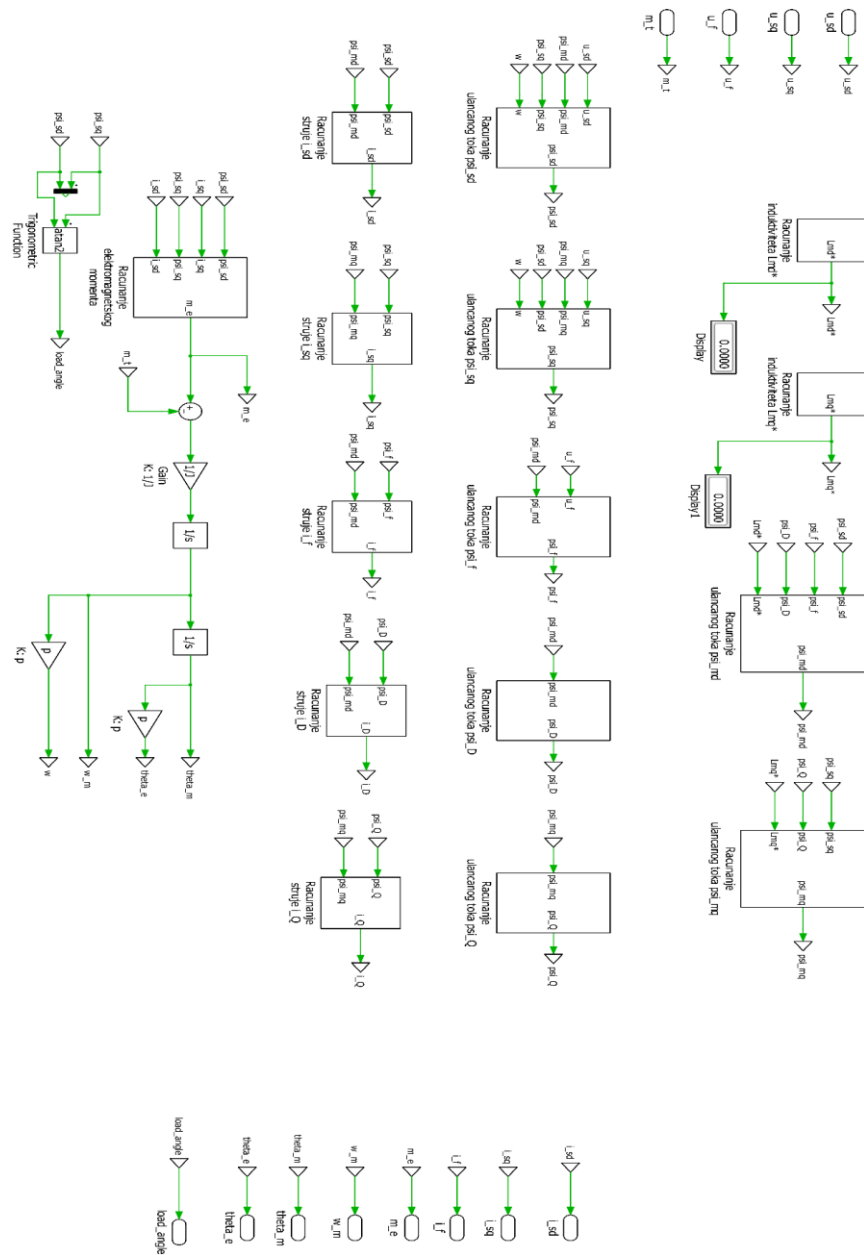 u_sd
u_sd
u_sq
u_sq
u_f
u_f
m_t
m_t
Racunanje
induktiviteta Lmd*
Lmd*
Lmd*
0.0000
Display
Racunanje
induktiviteta Lmq*
Lmq*
Lmq*
0.0000
Display1
psi_sd
psi_sd
psi_f
psi_f
psi_D
psi_D
Lmd*
Lmd*
psi_md
psi_md
Racunanje
ulancanog toka psi_md
psi_sq
psi_sq
psi_Q
psi_Q
Lmq*
Lmq*
psi_mq
psi_mq
Racunanje
ulancanog toka psi_mq
u_sd
u_sd
psi_md
psi_md
psi_sq
psi_sq
w
w
psi_sd
psi_sd
Racunanje
ulancanog toka psi_sd
u_sq
u_sq
psi_mq
psi_mq
psi_sd
psi_sd
w
w
psi_sq
psi_sq
Racunanje
ulancanog toka psi_sq
u_f
u_f
psi_md
psi_md
psi_f
psi_f
Racunanje
ulancanog toka psi_f
psi_md
psi_md
psi_D
psi_D
Racunanje
ulancanog toka psi_D
psi_mq
psi_mq
psi_Q
psi_Q
Racunanje
ulancanog toka psi_Q
psi_sd
psi_sd
psi_md
psi_md
i_sd
i_sd
Racunanje
struje i_sd
psi_sq
psi_sq
psi_mq
psi_mq
i_sq
i_sq
Racunanje
struje i_sq
psi_f
psi_f
psi_md
psi_md
i_f
i_f
Racunanje
struje i_f
psi_D
psi_D
psi_md
psi_md
i_D
i_D
Racunanje
struje i_D
psi_Q
psi_Q
psi_mq
psi_mq
i_Q
i_Q
Racunanje
struje i_Q
psi_sd
psi_sd
i_sq
i_sq
psi_sq
psi_sq
i_sd
i_sd
m_e
m_e
Racunanje
elektromagnetskog
momenta
m_t
+
-
1/J
Gain
K: 1/J
1/s
1/s
theta_m
p
K: p
theta_e
w_m
p
K: p
w
psi_sq
psi_sd
atan2
Trigonometric
Function
load_angle
i_sd
i_sd
i_sq
i_sq
i_f
i_f
m_e
m_e
w_m
w_m
theta_m
theta_m
theta_e
theta_e
load_angle
load_angle